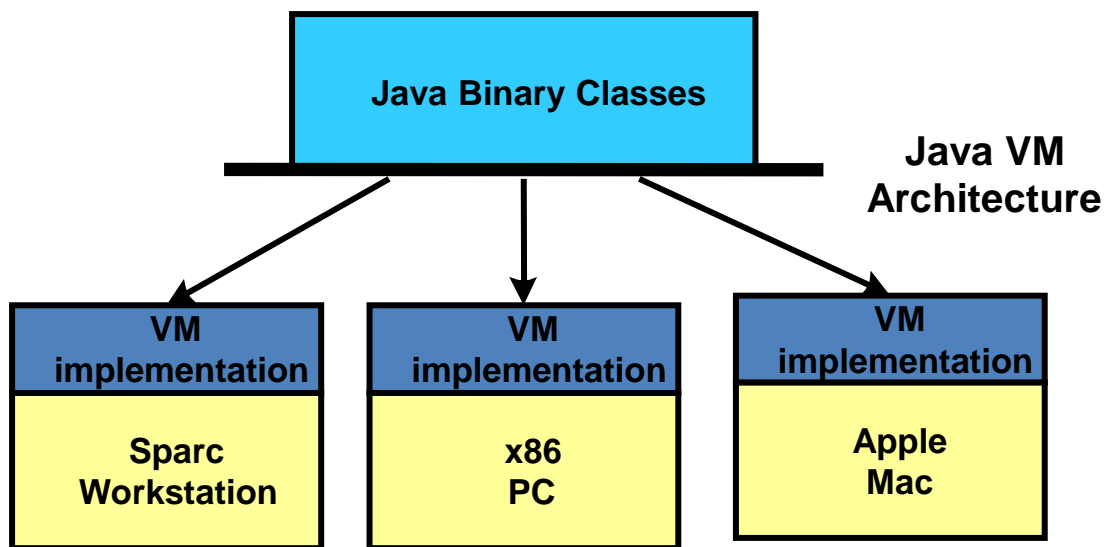 Java Binary Classes
Java VM
Architecture
VM
implementation
VM
implementation
VM
implementation
Sparc
Workstation
x86
PC
Apple
Mac